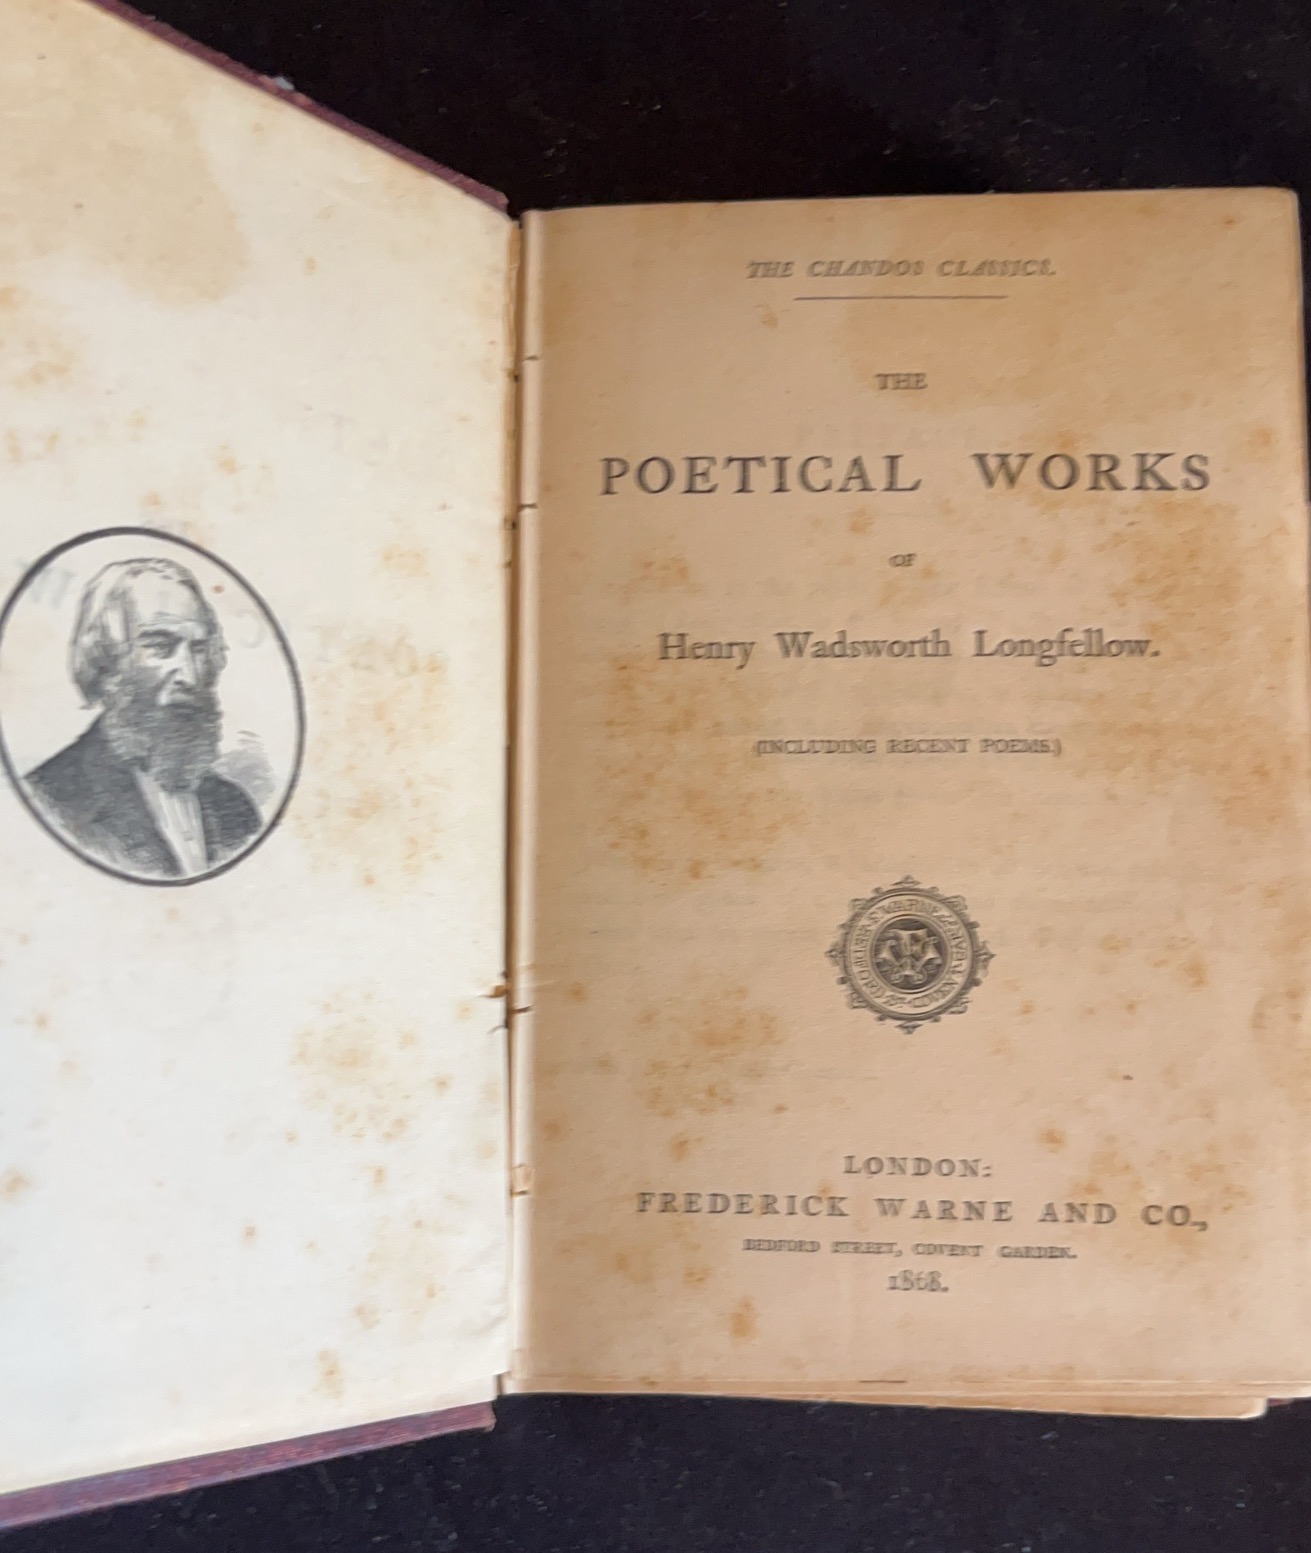 THE CHANDOS CLASSICS.
THE
POETICAL WORKS
OF
Henry Wadsworth Longfellow.
(INCLUDING RECENT POEMS.)
LONDON:
FREDERICK WARNE AND CO.,
BEDFORD STREET, COVENT GARDEN.
1868.